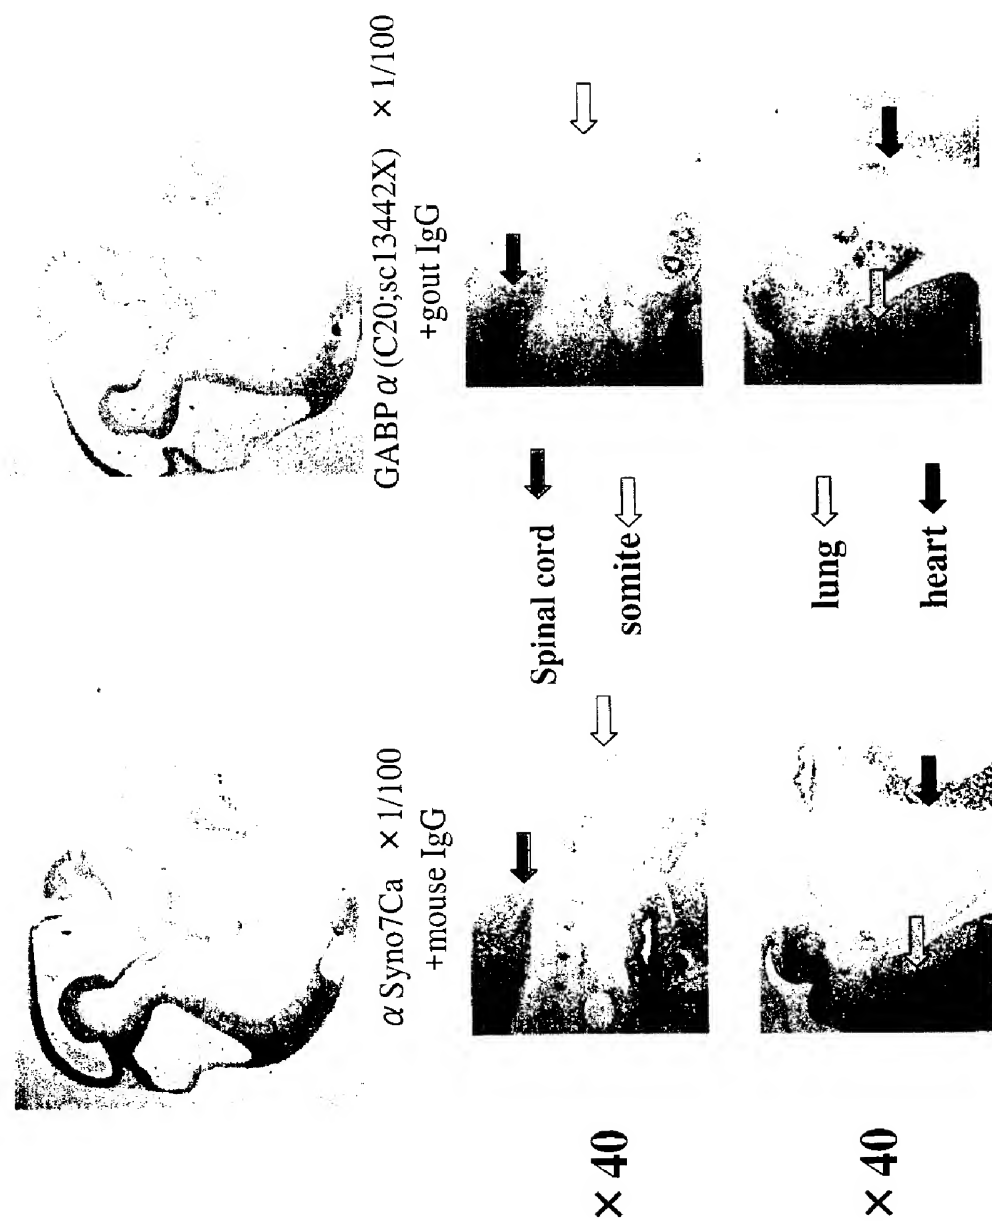 α Syno7Ca × 1/100
+mouse IgG
GABP α (C20;sc13442X) × 1/100
+gout IgG
× 40
Spinal cord
somite
× 40
lung
heart